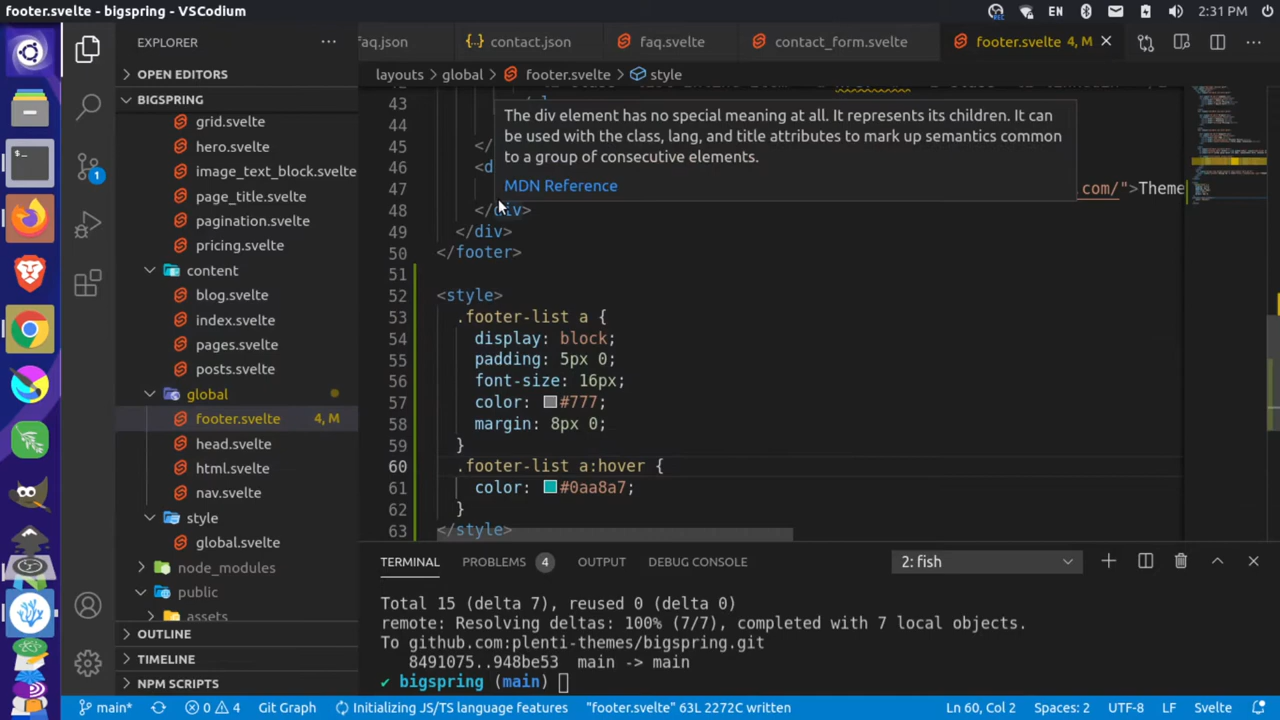 footer.svelte - bigspring - VSCodium
EN
2:31 PM
EXPLORER
OPEN EDITORS
BIGSPRING
grid.svelte
hero.svelte
image_text_block.svelte
page_title.svelte
pagination.svelte
pricing.svelte
content
blog.svelte
index.svelte
pages.svelte
posts.svelte
global
footer.svelte 4, M
head.svelte
html.svelte
nav.svelte
style
global.svelte
node_modules
public
assets
OUTLINE
TIMELINE
NPM SCRIPTS
faq.json
{·} contact.json
faq.svelte
contact_form.svelte
footer.svelte 4, M
layouts > global > footer.svelte > style
43
The div element has no special meaning at all. It represents its children. It can
44 be used with the class, lang, and title attributes to mark up semantics common
45 </ to a group of consecutive elements.
46 <d
MDN Reference
47 com/">Theme
48 </div>
49 </div>
50 </footer>
51
52 <style>
53 .footer-list a {
54 display: block;
55 padding: 5px 0;
56 font-size: 16px;
57 color: #777;
58 margin: 8px 0;
59 }
60 .footer-list a:hover {
61 color: #0aa8a7;
62 }
63 </style>
TERMINAL PROBLEMS 4 OUTPUT DEBUG CONSOLE 2: fish
Total 15 (delta 7), reused 0 (delta 0)
remote: Resolving deltas: 100% (7/7), completed with 7 local objects.
To github.com:plenti-themes/bigspring.git
8491075..948be53 main -> main
✔ bigspring (main)
main* 0 4 Git Graph Initializing JS/TS language features "footer.svelte" 63L 2272C written Ln 60, Col 2 Spaces: 2 UTF-8 LF Svelte